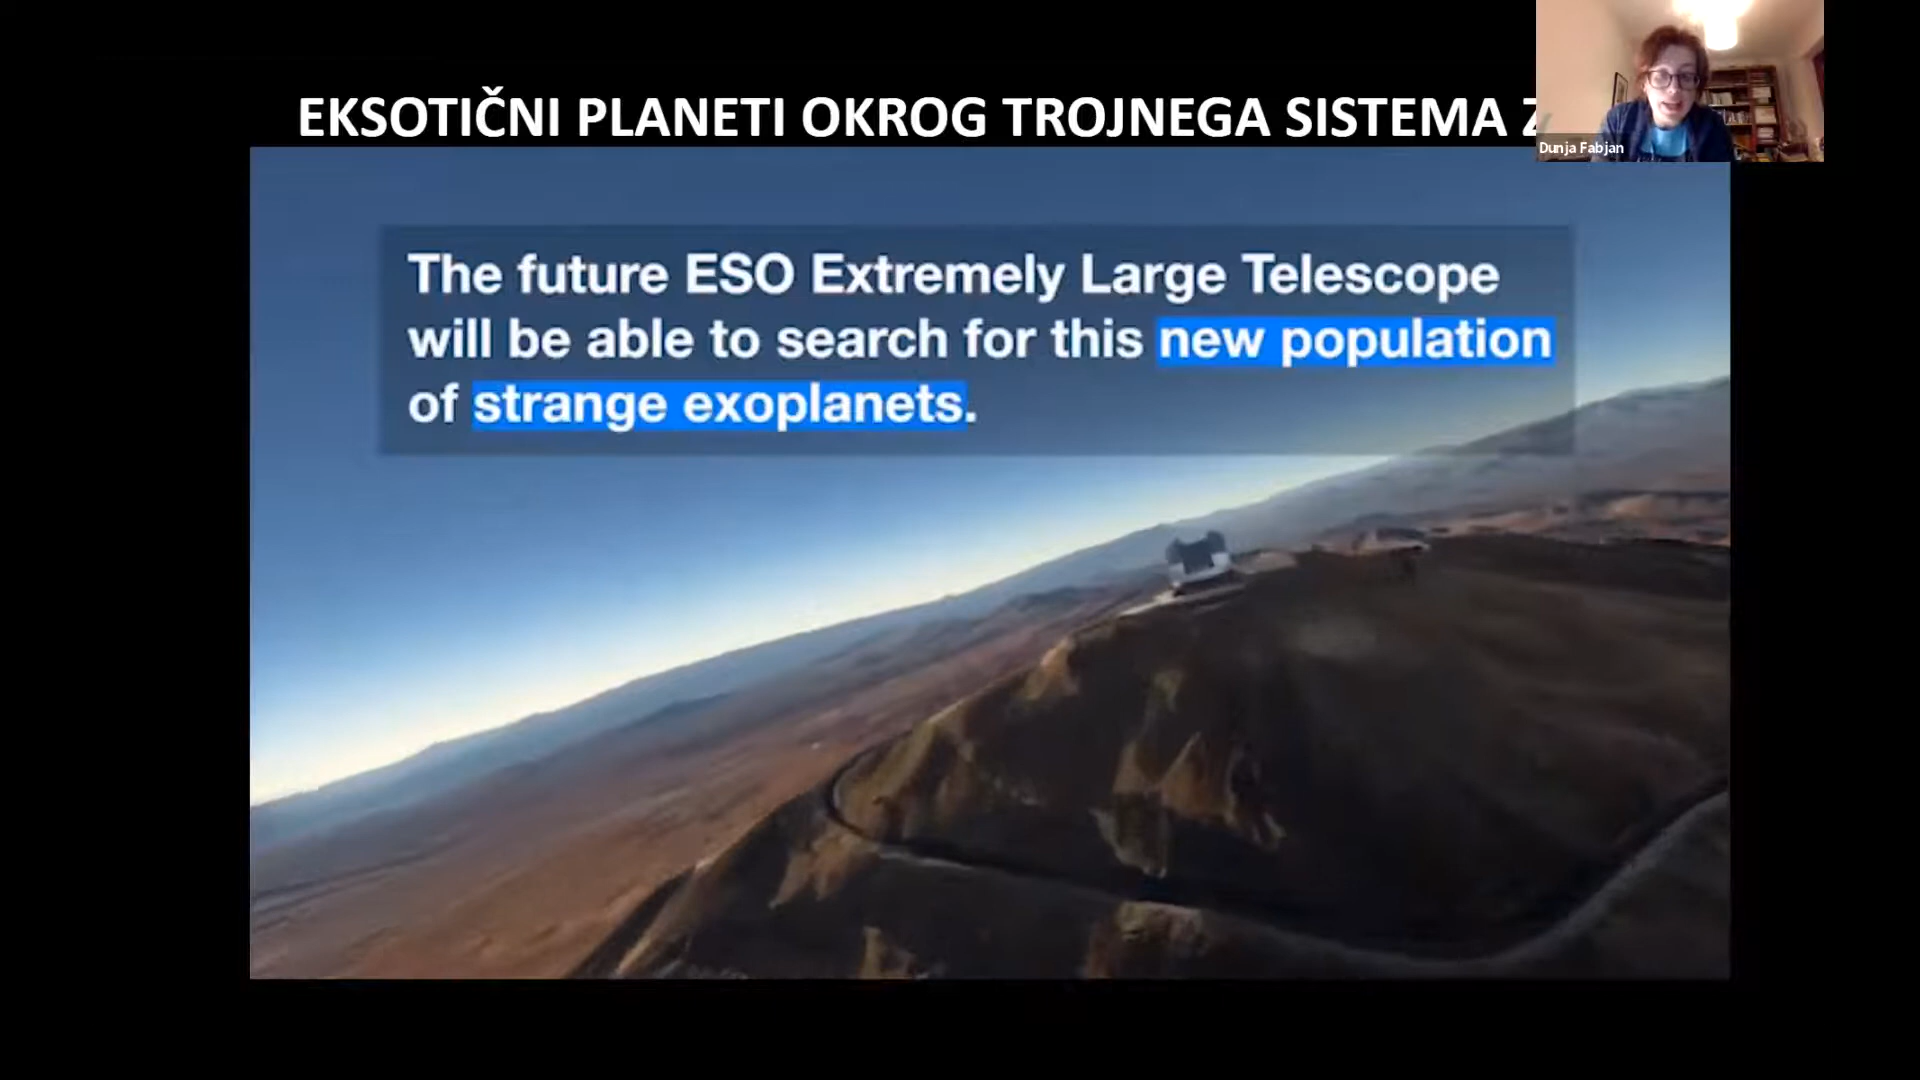 EKSOTIČNI PLANETI OKROG TROJNEGA SISTEMA
Dunja Fabjan
The future ESO Extremely Large Telescope
will be able to search for this new population
of strange exoplanets.